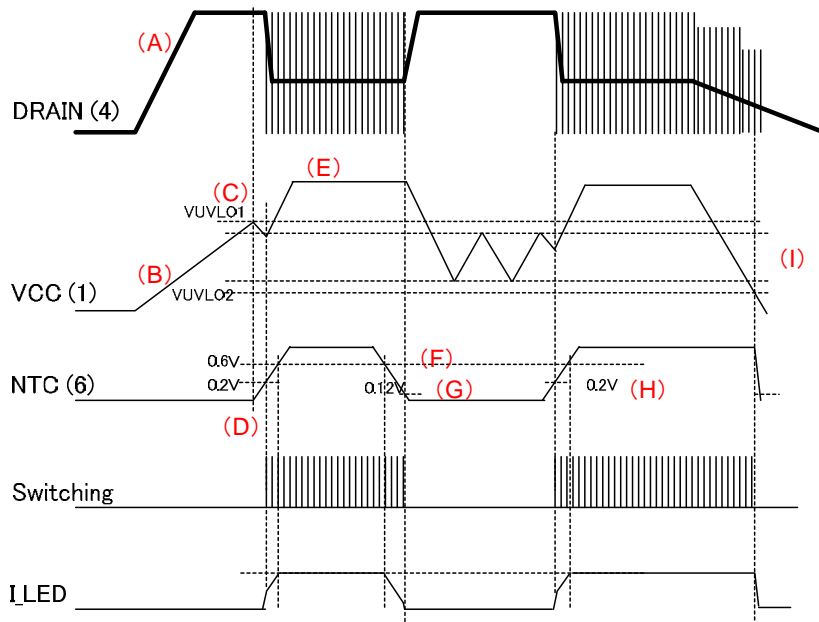 (A)
DRAIN (4)
(E)
(C)
VUVLO1
(B)
(I)
VCC (1)
VUVLO2
0.6V
(F)
NTC (6)
0.2V
0.12V
(G)
0.2V
(H)
(D)
Switching
I_LED